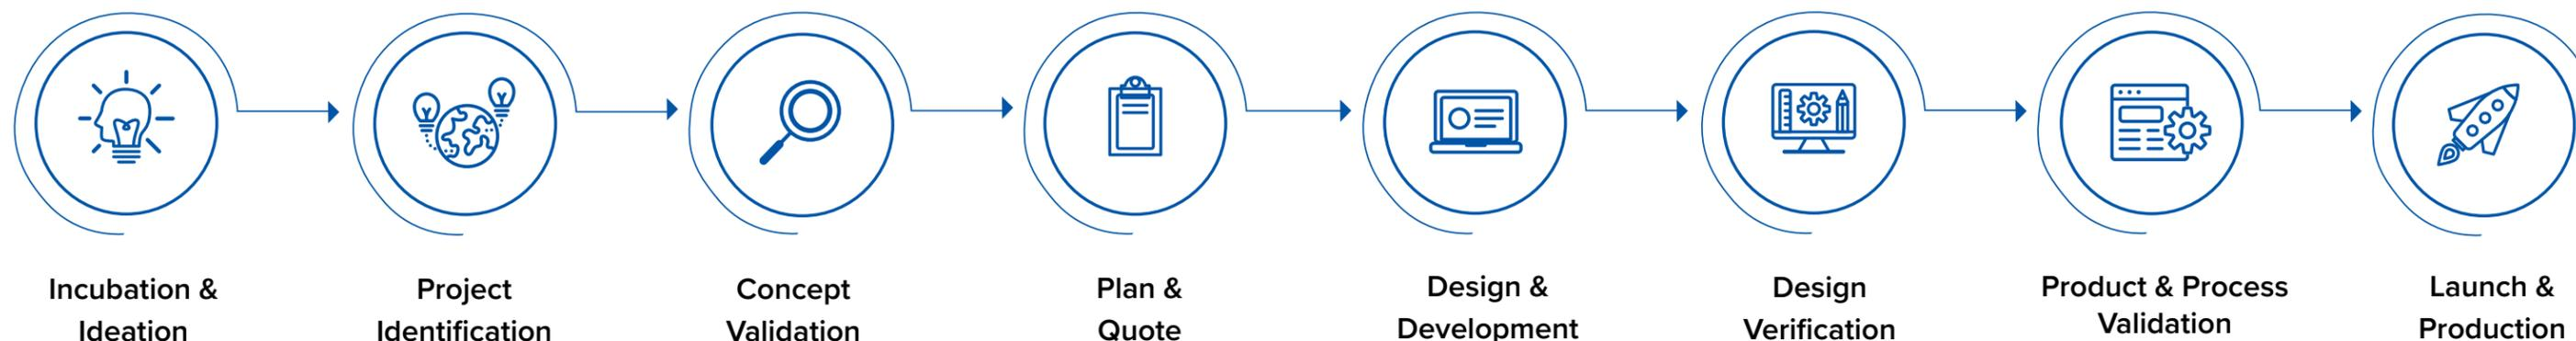 Incubation &
Ideation
Project
Identification
Concept
Validation
Plan &
Quote
Design &
Development
Design
Verification
Product & Process
Validation
Launch &
Production